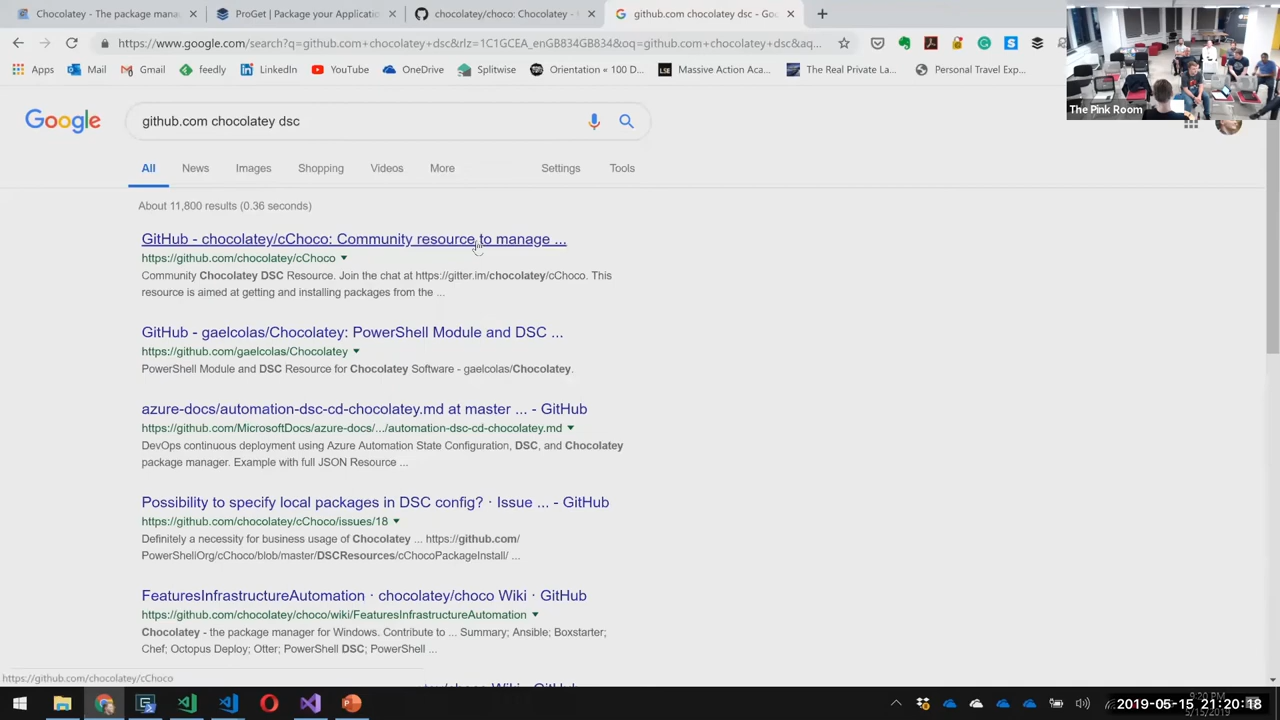 Chocolatey - The package mana
ProGet | Package your Applicatio
chocolatey/choco: Chocolatey -
github.com chocolatey dsc - Goo
https://www.google.com/search?q=github.com+chocolatey+dsc&rlz=1C1GCEA_enGB834GB834&oq=github.com+chocolatey+dsc&aq...
Apps
Mail
Gmail
feedly
LinkedIn
YouTube
Splitwise
Orientation « 100 D...
Massive Action Aca...
The Real Private La...
Personal Travel Exp...
The Pink Room
Google
github.com chocolatey dsc
All
News
Images
Shopping
Videos
More
Settings
Tools
About 11,800 results (0.36 seconds)
GitHub - chocolatey/cChoco: Community resource to manage ...
https://github.com/chocolatey/cChoco
Community Chocolatey DSC Resource. Join the chat at https://gitter.im/chocolatey/cChoco. This
resource is aimed at getting and installing packages from the ...
GitHub - gaelcolas/Chocolatey: PowerShell Module and DSC ...
https://github.com/gaelcolas/Chocolatey
PowerShell Module and DSC Resource for Chocolatey Software - gaelcolas/Chocolatey.
azure-docs/automation-dsc-cd-chocolatey.md at master ... - GitHub
https://github.com/MicrosoftDocs/azure-docs/.../automation-dsc-cd-chocolatey.md
DevOps continuous deployment using Azure Automation State Configuration, DSC, and Chocolatey
package manager. Example with full JSON Resource ...
Possibility to specify local packages in DSC config? · Issue ... - GitHub
https://github.com/chocolatey/cChoco/issues/18
Definitely a necessity for business usage of Chocolatey ... https://github.com/
PowerShellOrg/cChoco/blob/master/DSCResources/cChocoPackageInstall/ ...
FeaturesInfrastructureAutomation · chocolatey/choco Wiki · GitHub
https://github.com/chocolatey/choco/wiki/FeaturesInfrastructureAutomation
Chocolatey - the package manager for Windows. Contribute to ... Summary; Ansible; Boxstarter;
Chef; Octopus Deploy; Otter; PowerShell DSC; PowerShell ...
https://github.com/chocolatey/cChoco
9:20 PM
2019-05-15 21:20:18
5/15/2019